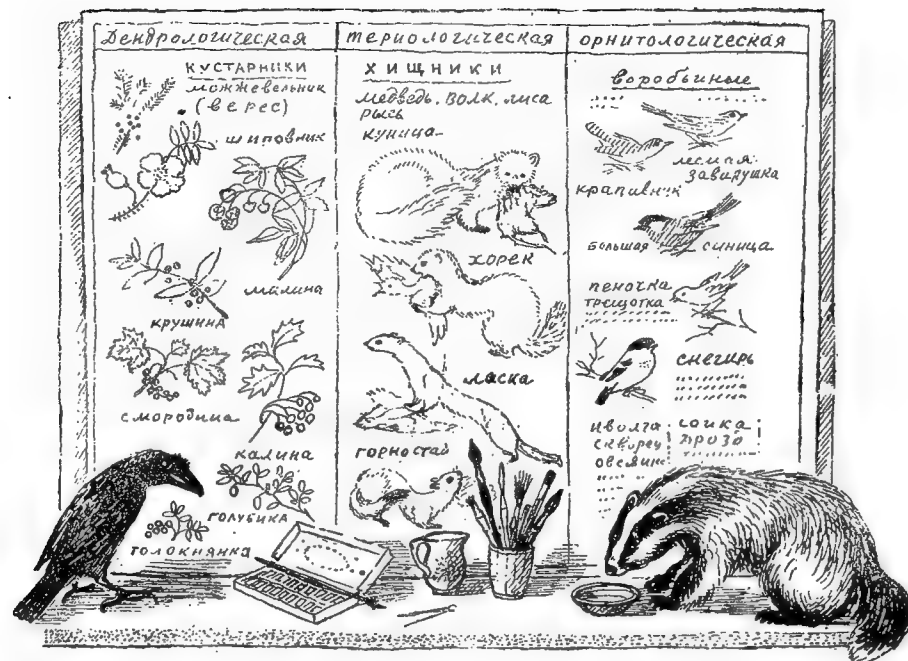 Дендрологическая
териологическая
орнитологическая
КУСТАРНИКИ
можжевельник
(верес)
шиповник
малина
крушина
смородина
калина
голубика
толокнянка
ХИЩНИКИ
медведь, волк, лиса
рысь
куница
хорек
ласка
горностай
воробьиные
лесная
завирушка
крапивник
большая синица
пеночка
трещотка
снегирь
иволга
скворец
овсянк
сойка
дрозд